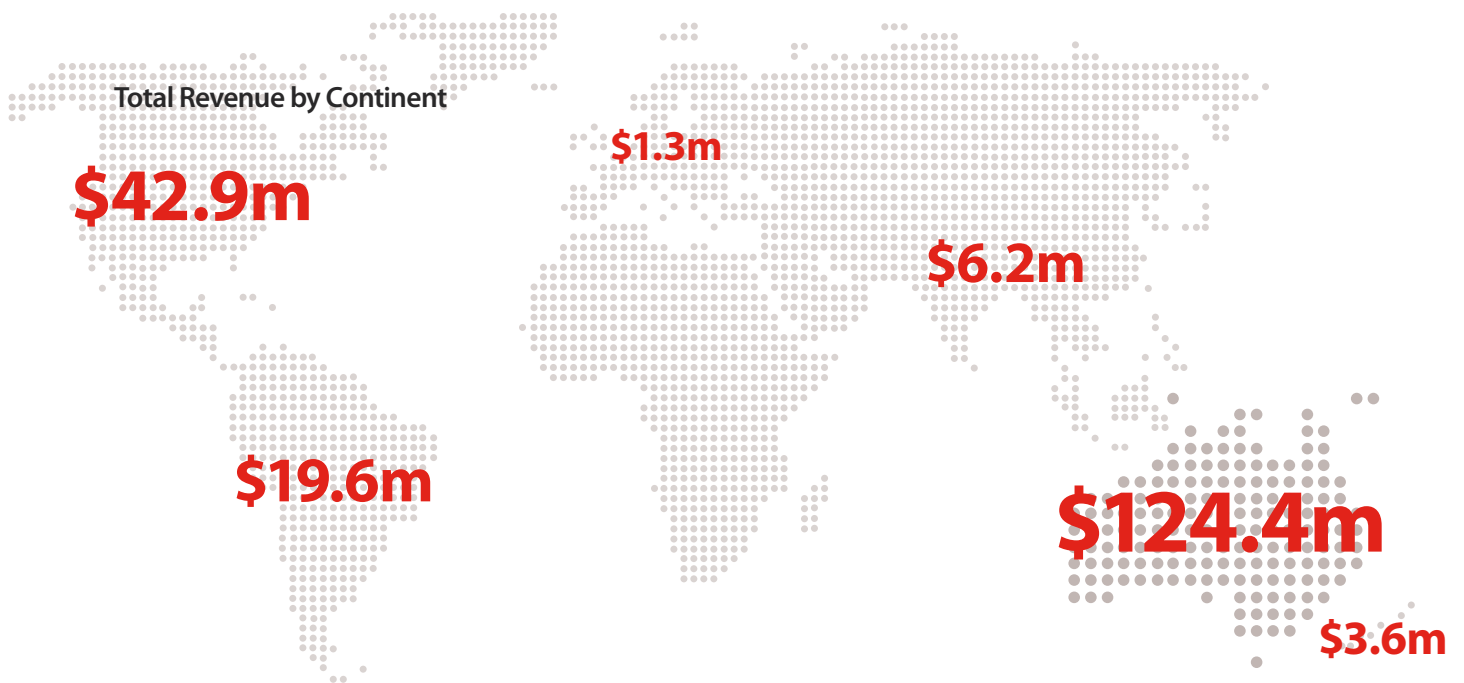 Total Revenue by Continent
$1.3m
$42.9m
$6.2m
$19.6m
$124.4m
$3.6m